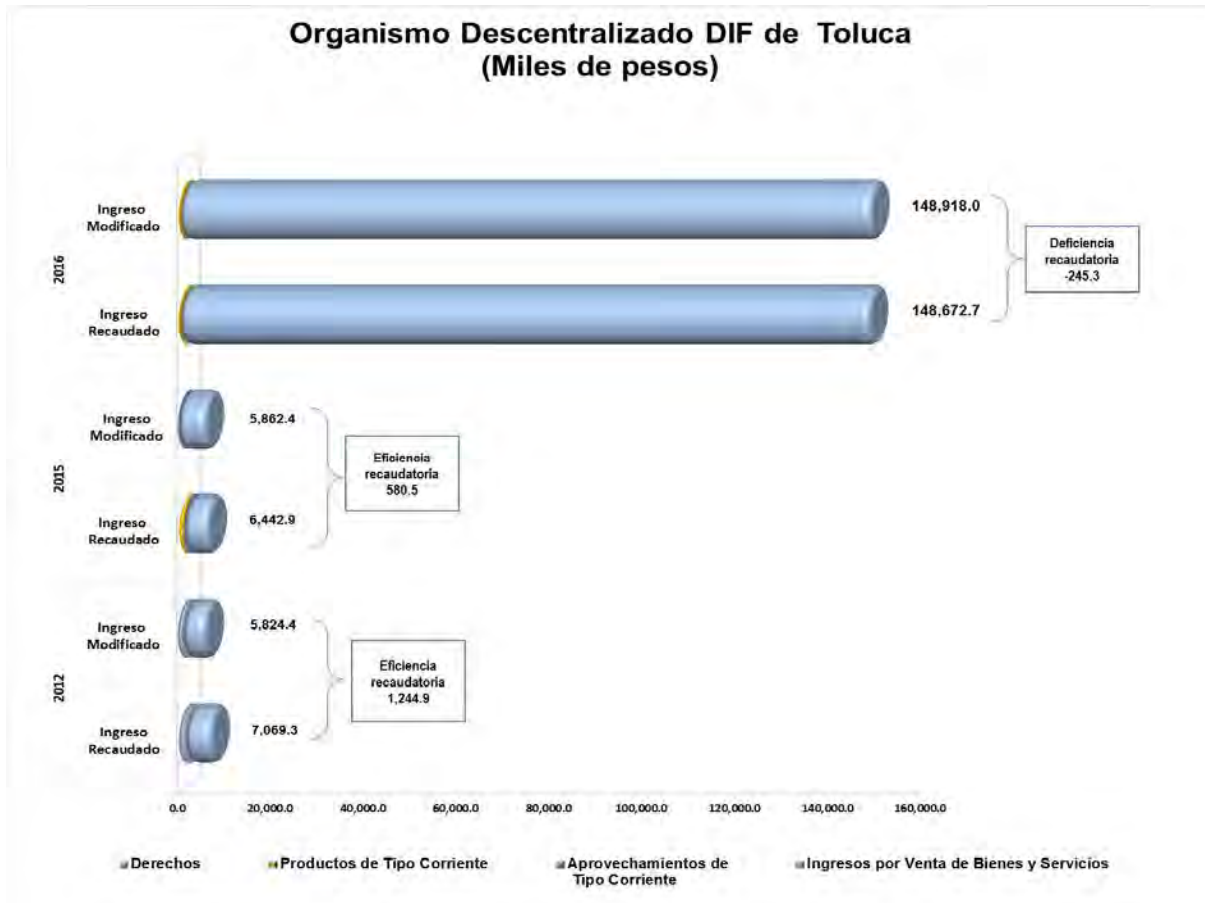 Organismo Descentralizado DIF de Toluca
(Miles de pesos)
2016
Ingreso
Modificado
148,918.0
Ingreso
Recaudado
148,672.7
Deficiencia
recaudatoria
-245.3
2015
Ingreso
Modificado
5,862.4
Ingreso
Recaudado
6,442.9
Eficiencia
recaudatoria
580.5
2012
Ingreso
Modificado
5,824.4
Ingreso
Recaudado
7,069.3
Eficiencia
recaudatoria
1,244.9
0.0 20,000.0 40,000.0 60,000.0 80,000.0 100,000.0 120,000.0 140,000.0 160,000.0
Derechos
Productos de Tipo Corriente
Aprovechamientos de
Tipo Corriente
Ingresos por Venta de Bienes y Servicios